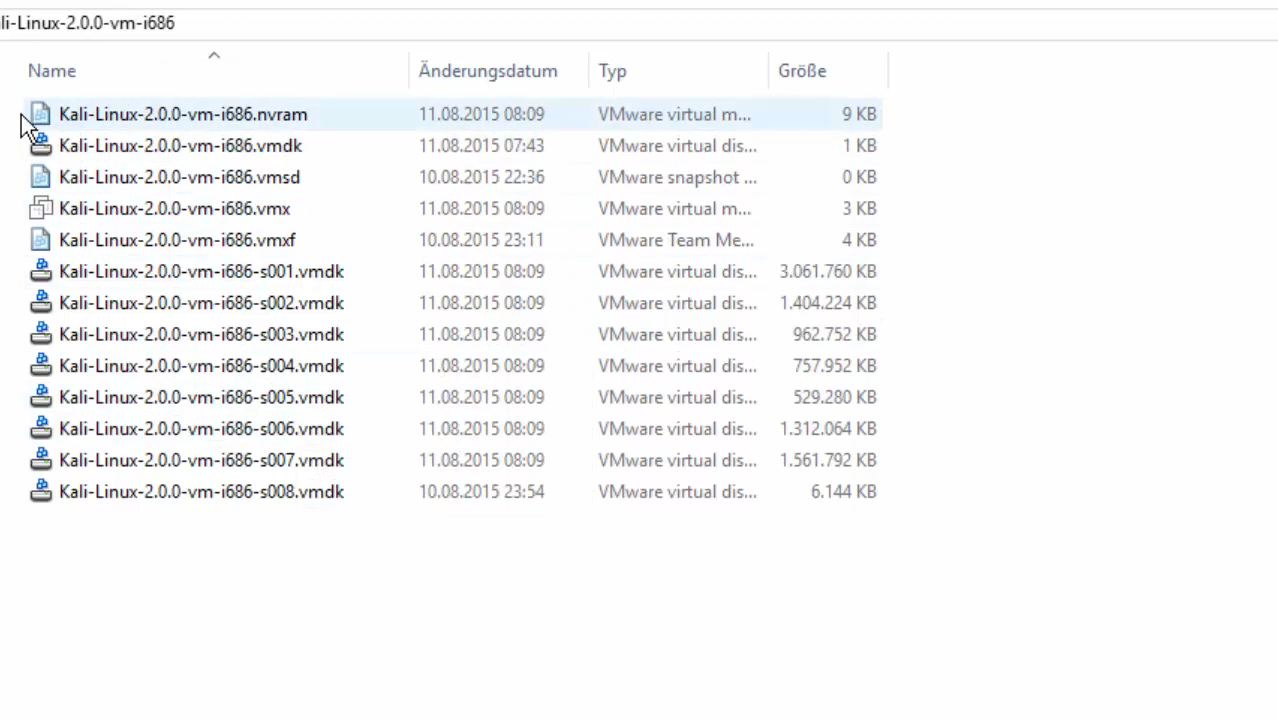 li-Linux-2.0.0-vm-i686
Name Änderungsdatum Typ Größe
Kali-Linux-2.0.0-vm-i686.nvram 11.08.2015 08:09 VMware virtual m... 9 KB
Kali-Linux-2.0.0-vm-i686.vmdk 11.08.2015 07:43 VMware virtual dis... 1 KB
Kali-Linux-2.0.0-vm-i686.vmsd 10.08.2015 22:36 VMware snapshot ... 0 KB
Kali-Linux-2.0.0-vm-i686.vmx 11.08.2015 08:09 VMware virtual m... 3 KB
Kali-Linux-2.0.0-vm-i686.vmxf 10.08.2015 23:11 VMware Team Me... 4 KB
Kali-Linux-2.0.0-vm-i686-s001.vmdk 11.08.2015 08:09 VMware virtual dis... 3.061.760 KB
Kali-Linux-2.0.0-vm-i686-s002.vmdk 11.08.2015 08:09 VMware virtual dis... 1.404.224 KB
Kali-Linux-2.0.0-vm-i686-s003.vmdk 11.08.2015 08:09 VMware virtual dis... 962.752 KB
Kali-Linux-2.0.0-vm-i686-s004.vmdk 11.08.2015 08:09 VMware virtual dis... 757.952 KB
Kali-Linux-2.0.0-vm-i686-s005.vmdk 11.08.2015 08:09 VMware virtual dis... 529.280 KB
Kali-Linux-2.0.0-vm-i686-s006.vmdk 11.08.2015 08:09 VMware virtual dis... 1.312.064 KB
Kali-Linux-2.0.0-vm-i686-s007.vmdk 11.08.2015 08:09 VMware virtual dis... 1.561.792 KB
Kali-Linux-2.0.0-vm-i686-s008.vmdk 10.08.2015 23:54 VMware virtual dis... 6.144 KB